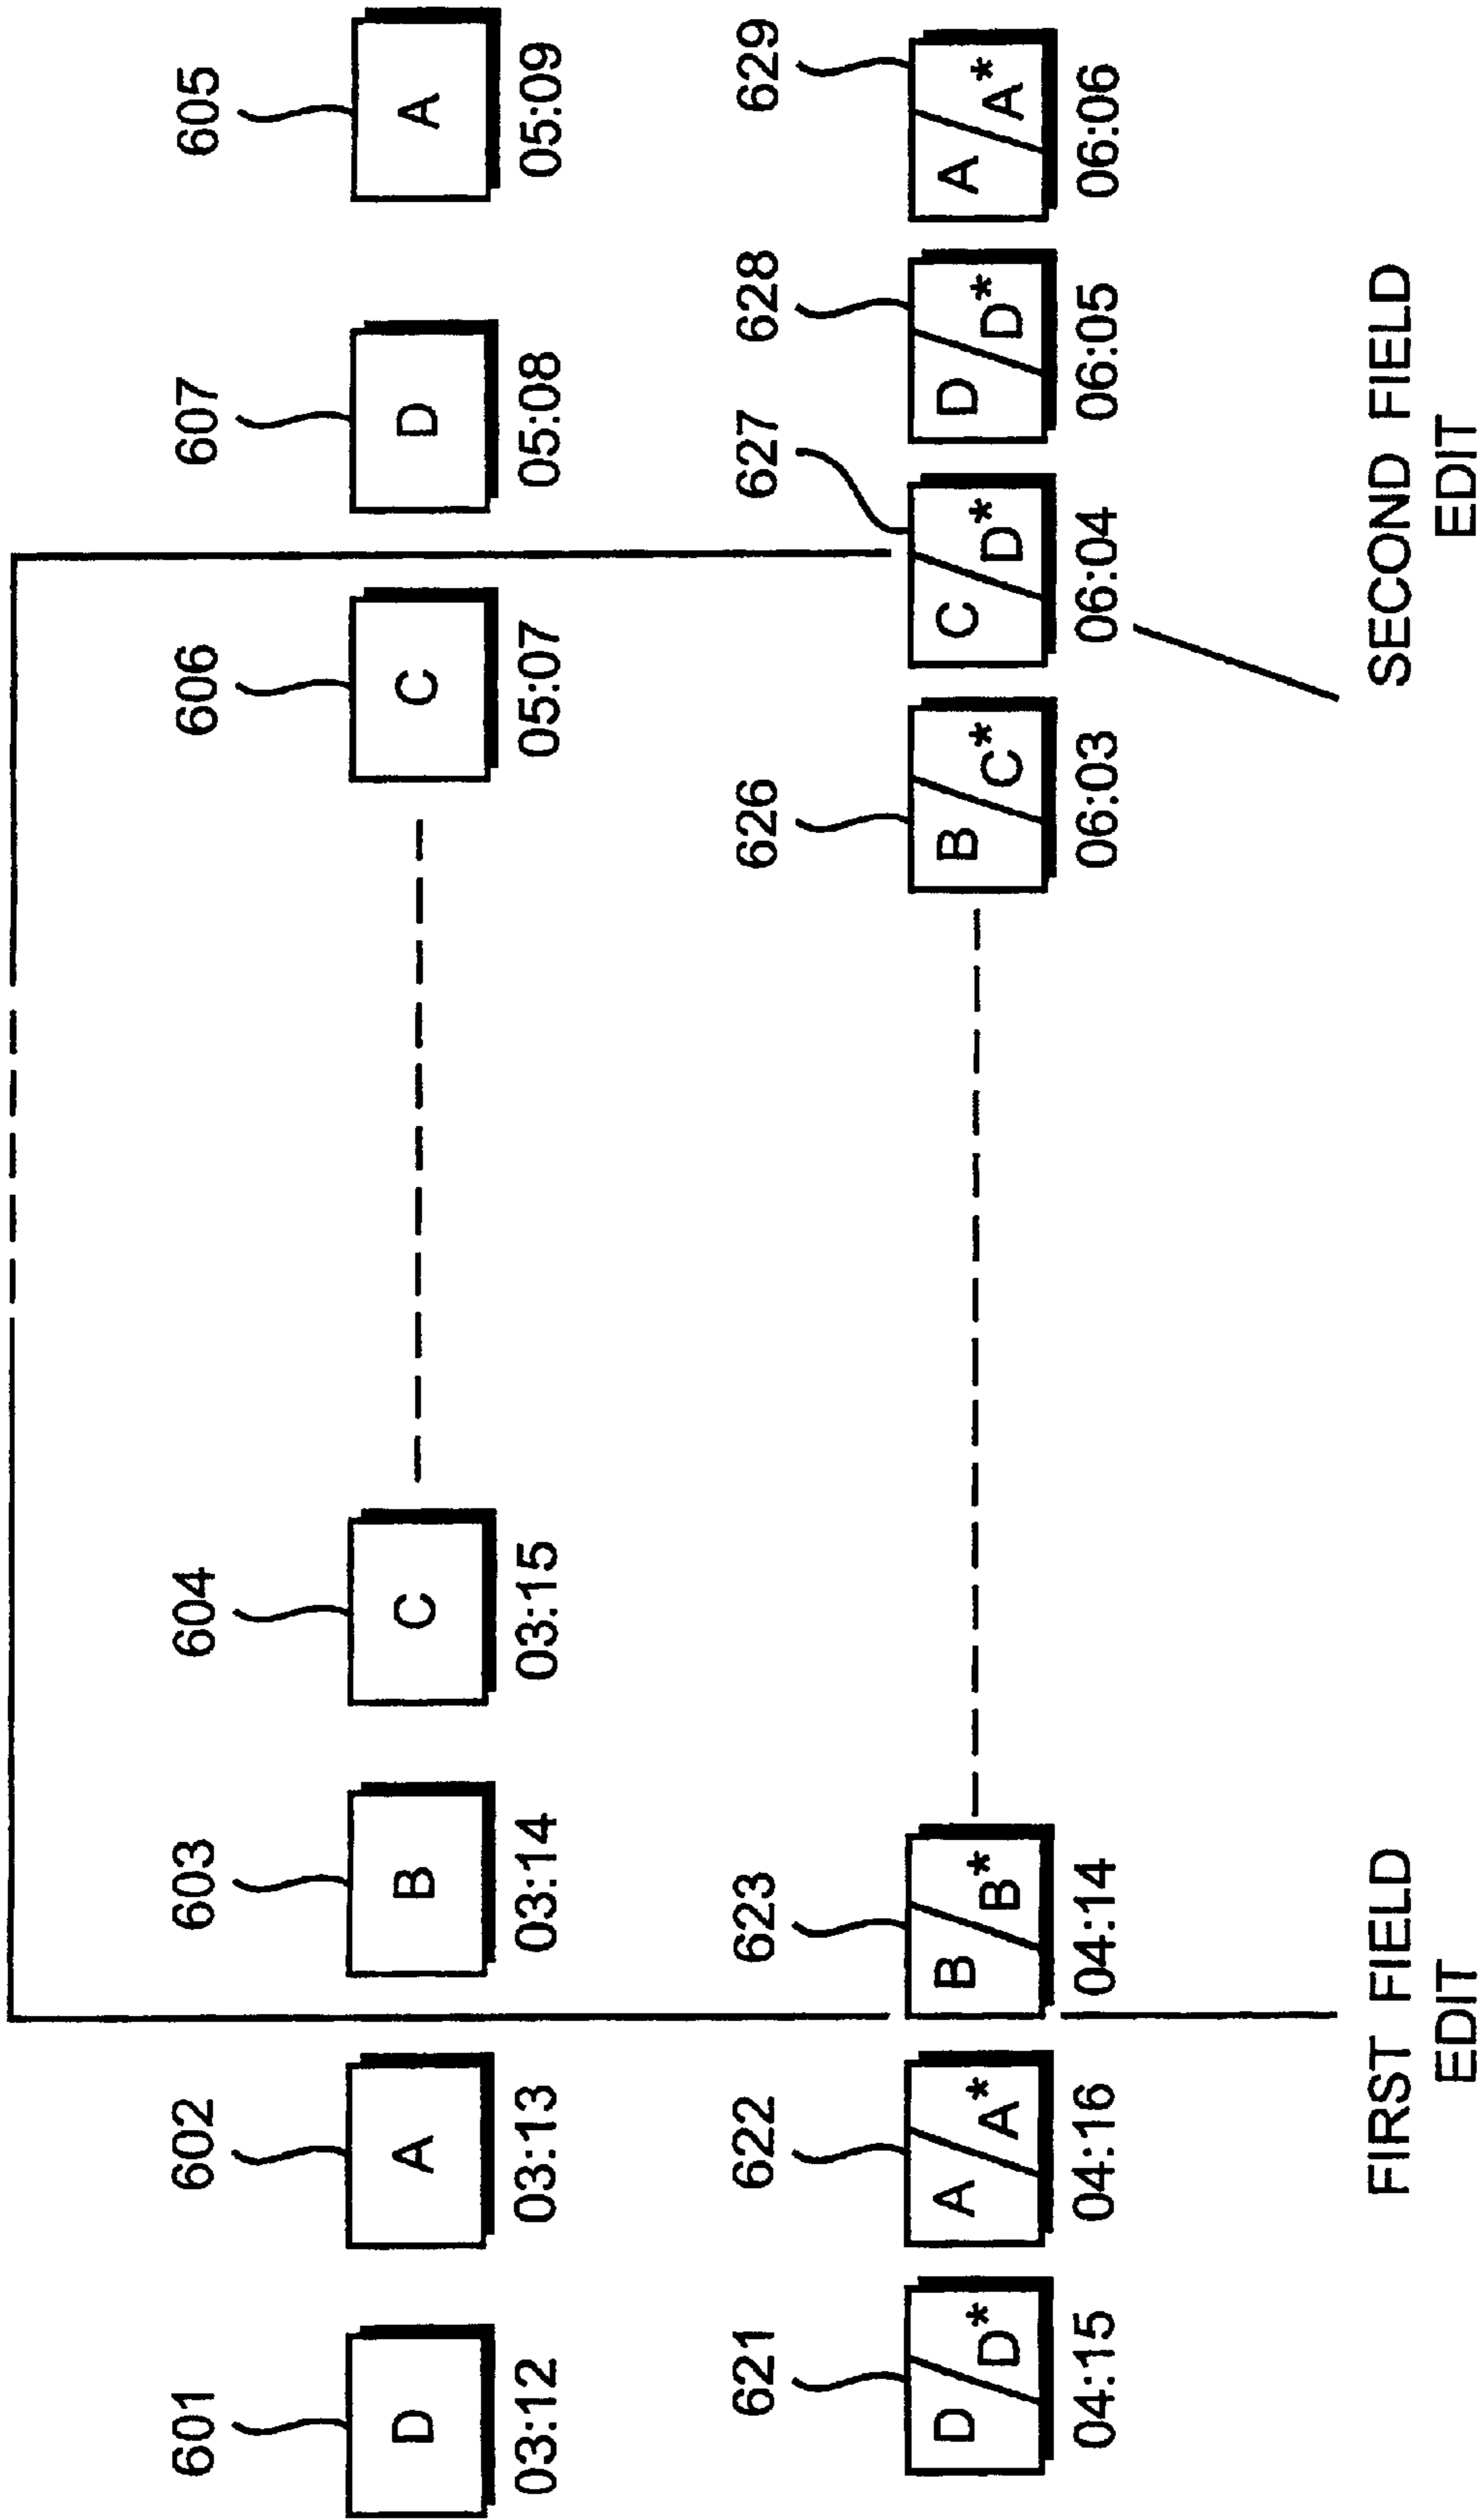 601 602 603 604 606 607 605
D A B C C D A
03:12 03:13 03:14 03:15 05:07 05:08 05:09
621 622 623 626 627 628 629
D/D* A/A* B/B* B/C* C/D* D/D* A/A*
04:15 04:16 04:14 06:03 06:04 06:05 06:06
FIRST FIELD
EDIT
SECOND FIELD
EDIT